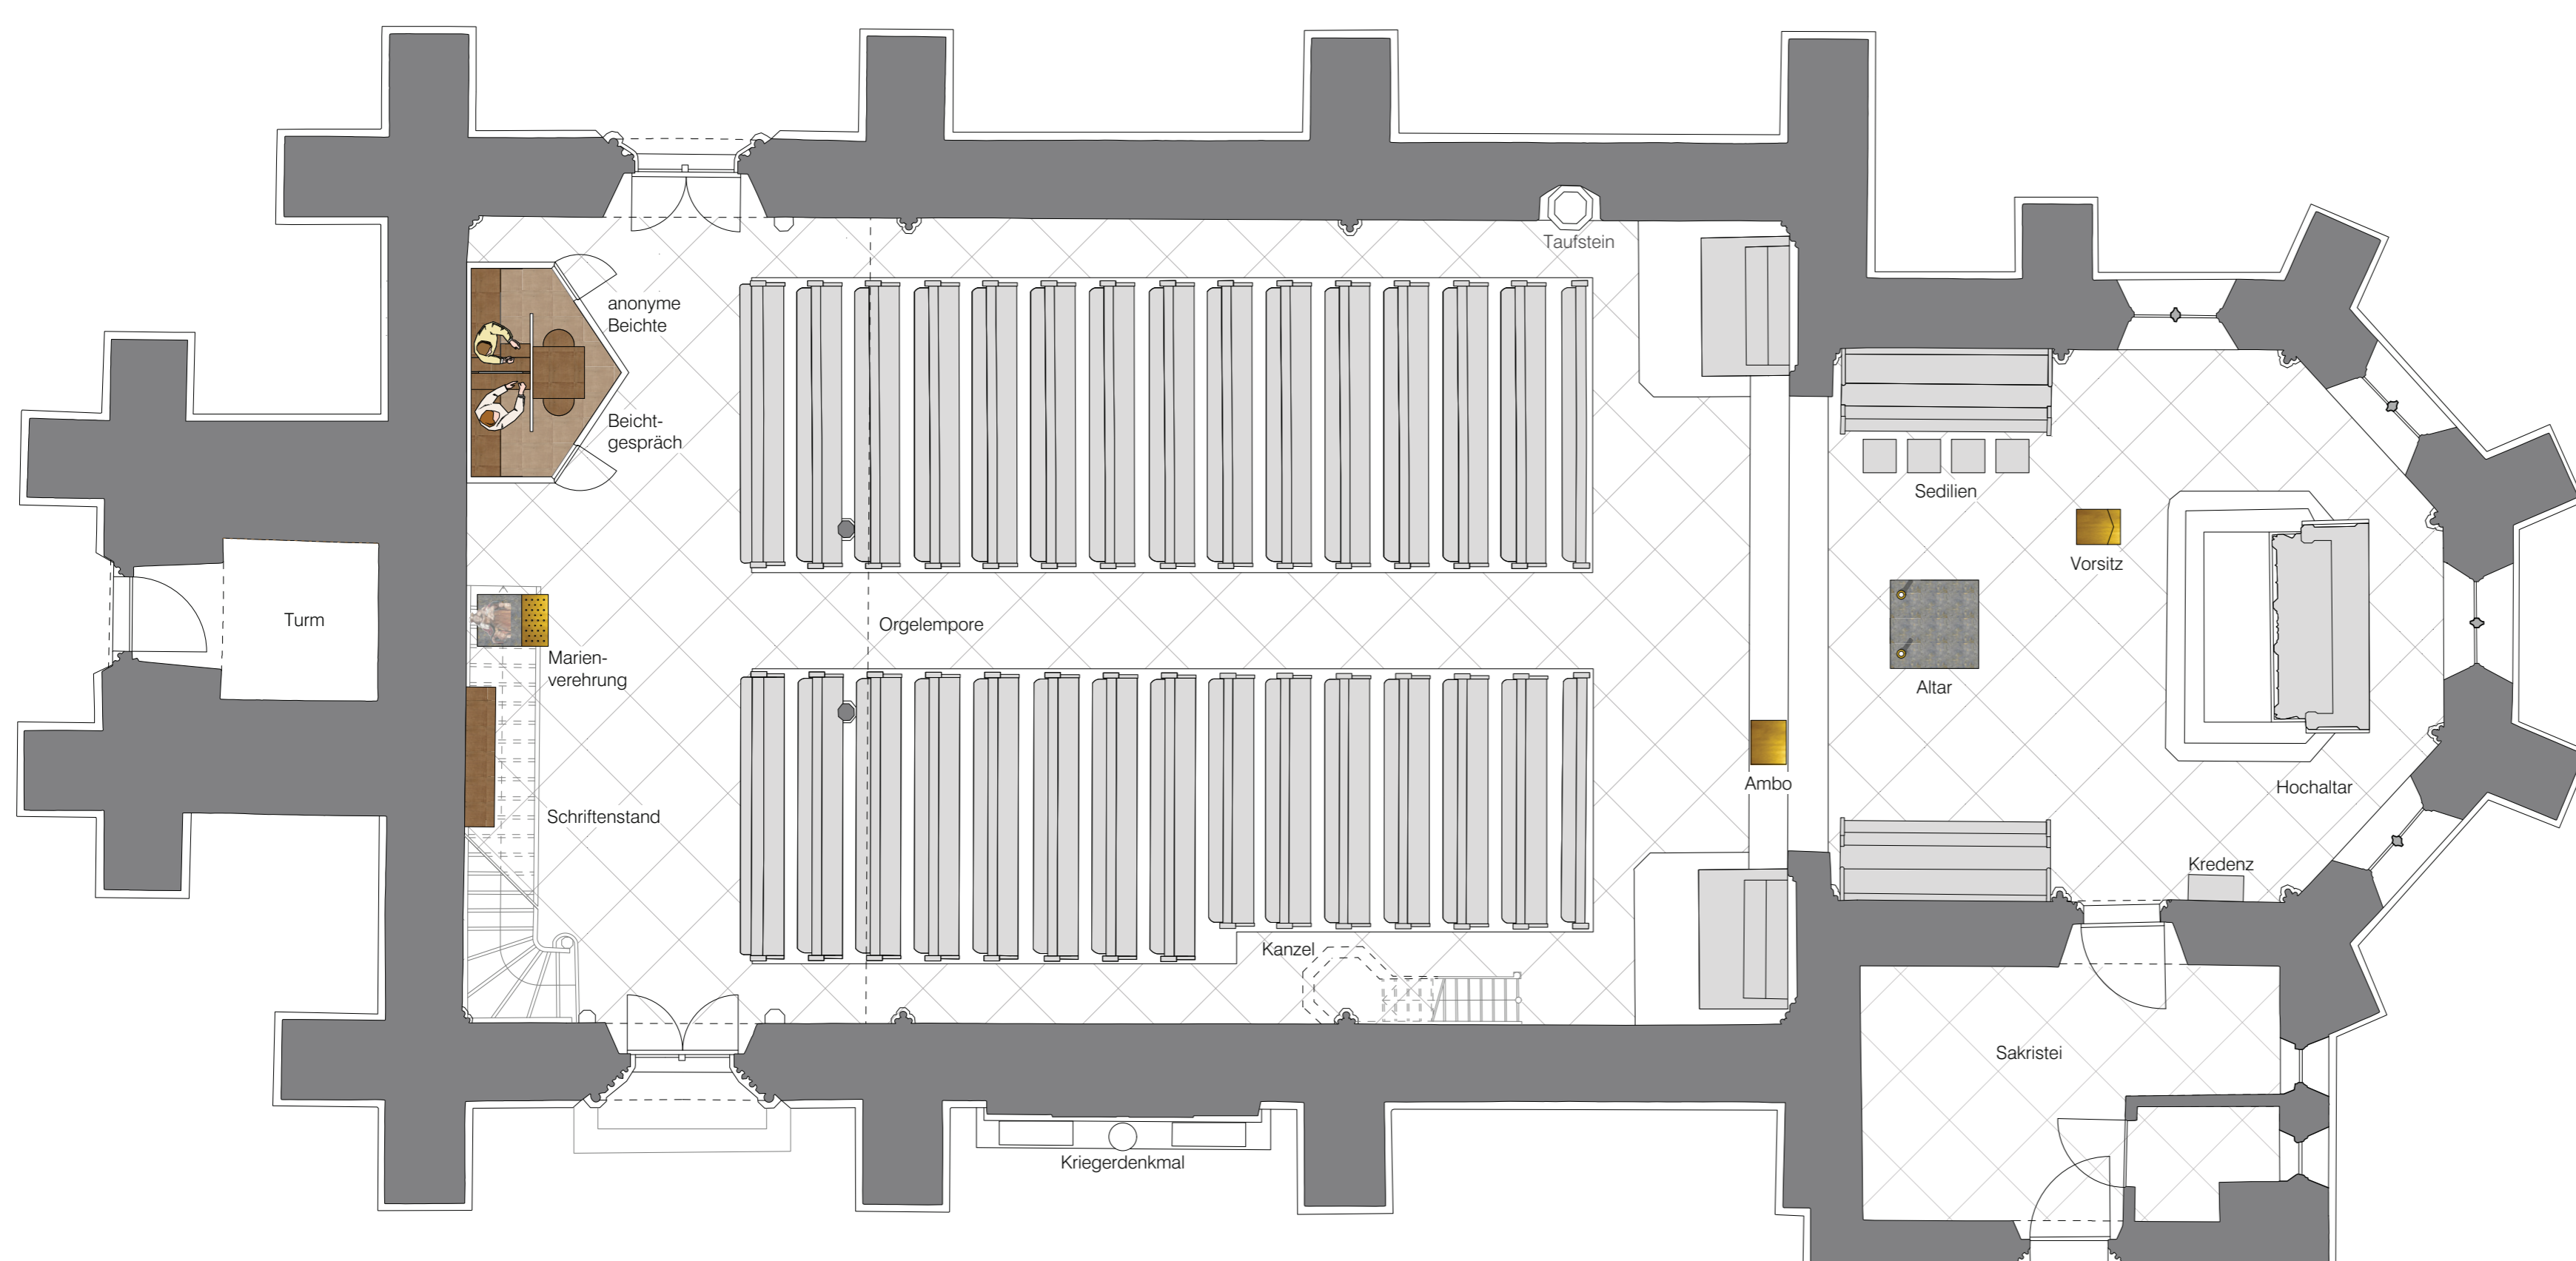 Taufstein
anonyme
Beichte
Beicht-
gespräch
Sedilien
Vorsitz
Turm
Orgelempore
Marien-
verehrung
Altar
Ambo
Hochaltar
Schriftenstand
Kredenz
Kanzel
Sakristei
Kriegerdenkmal